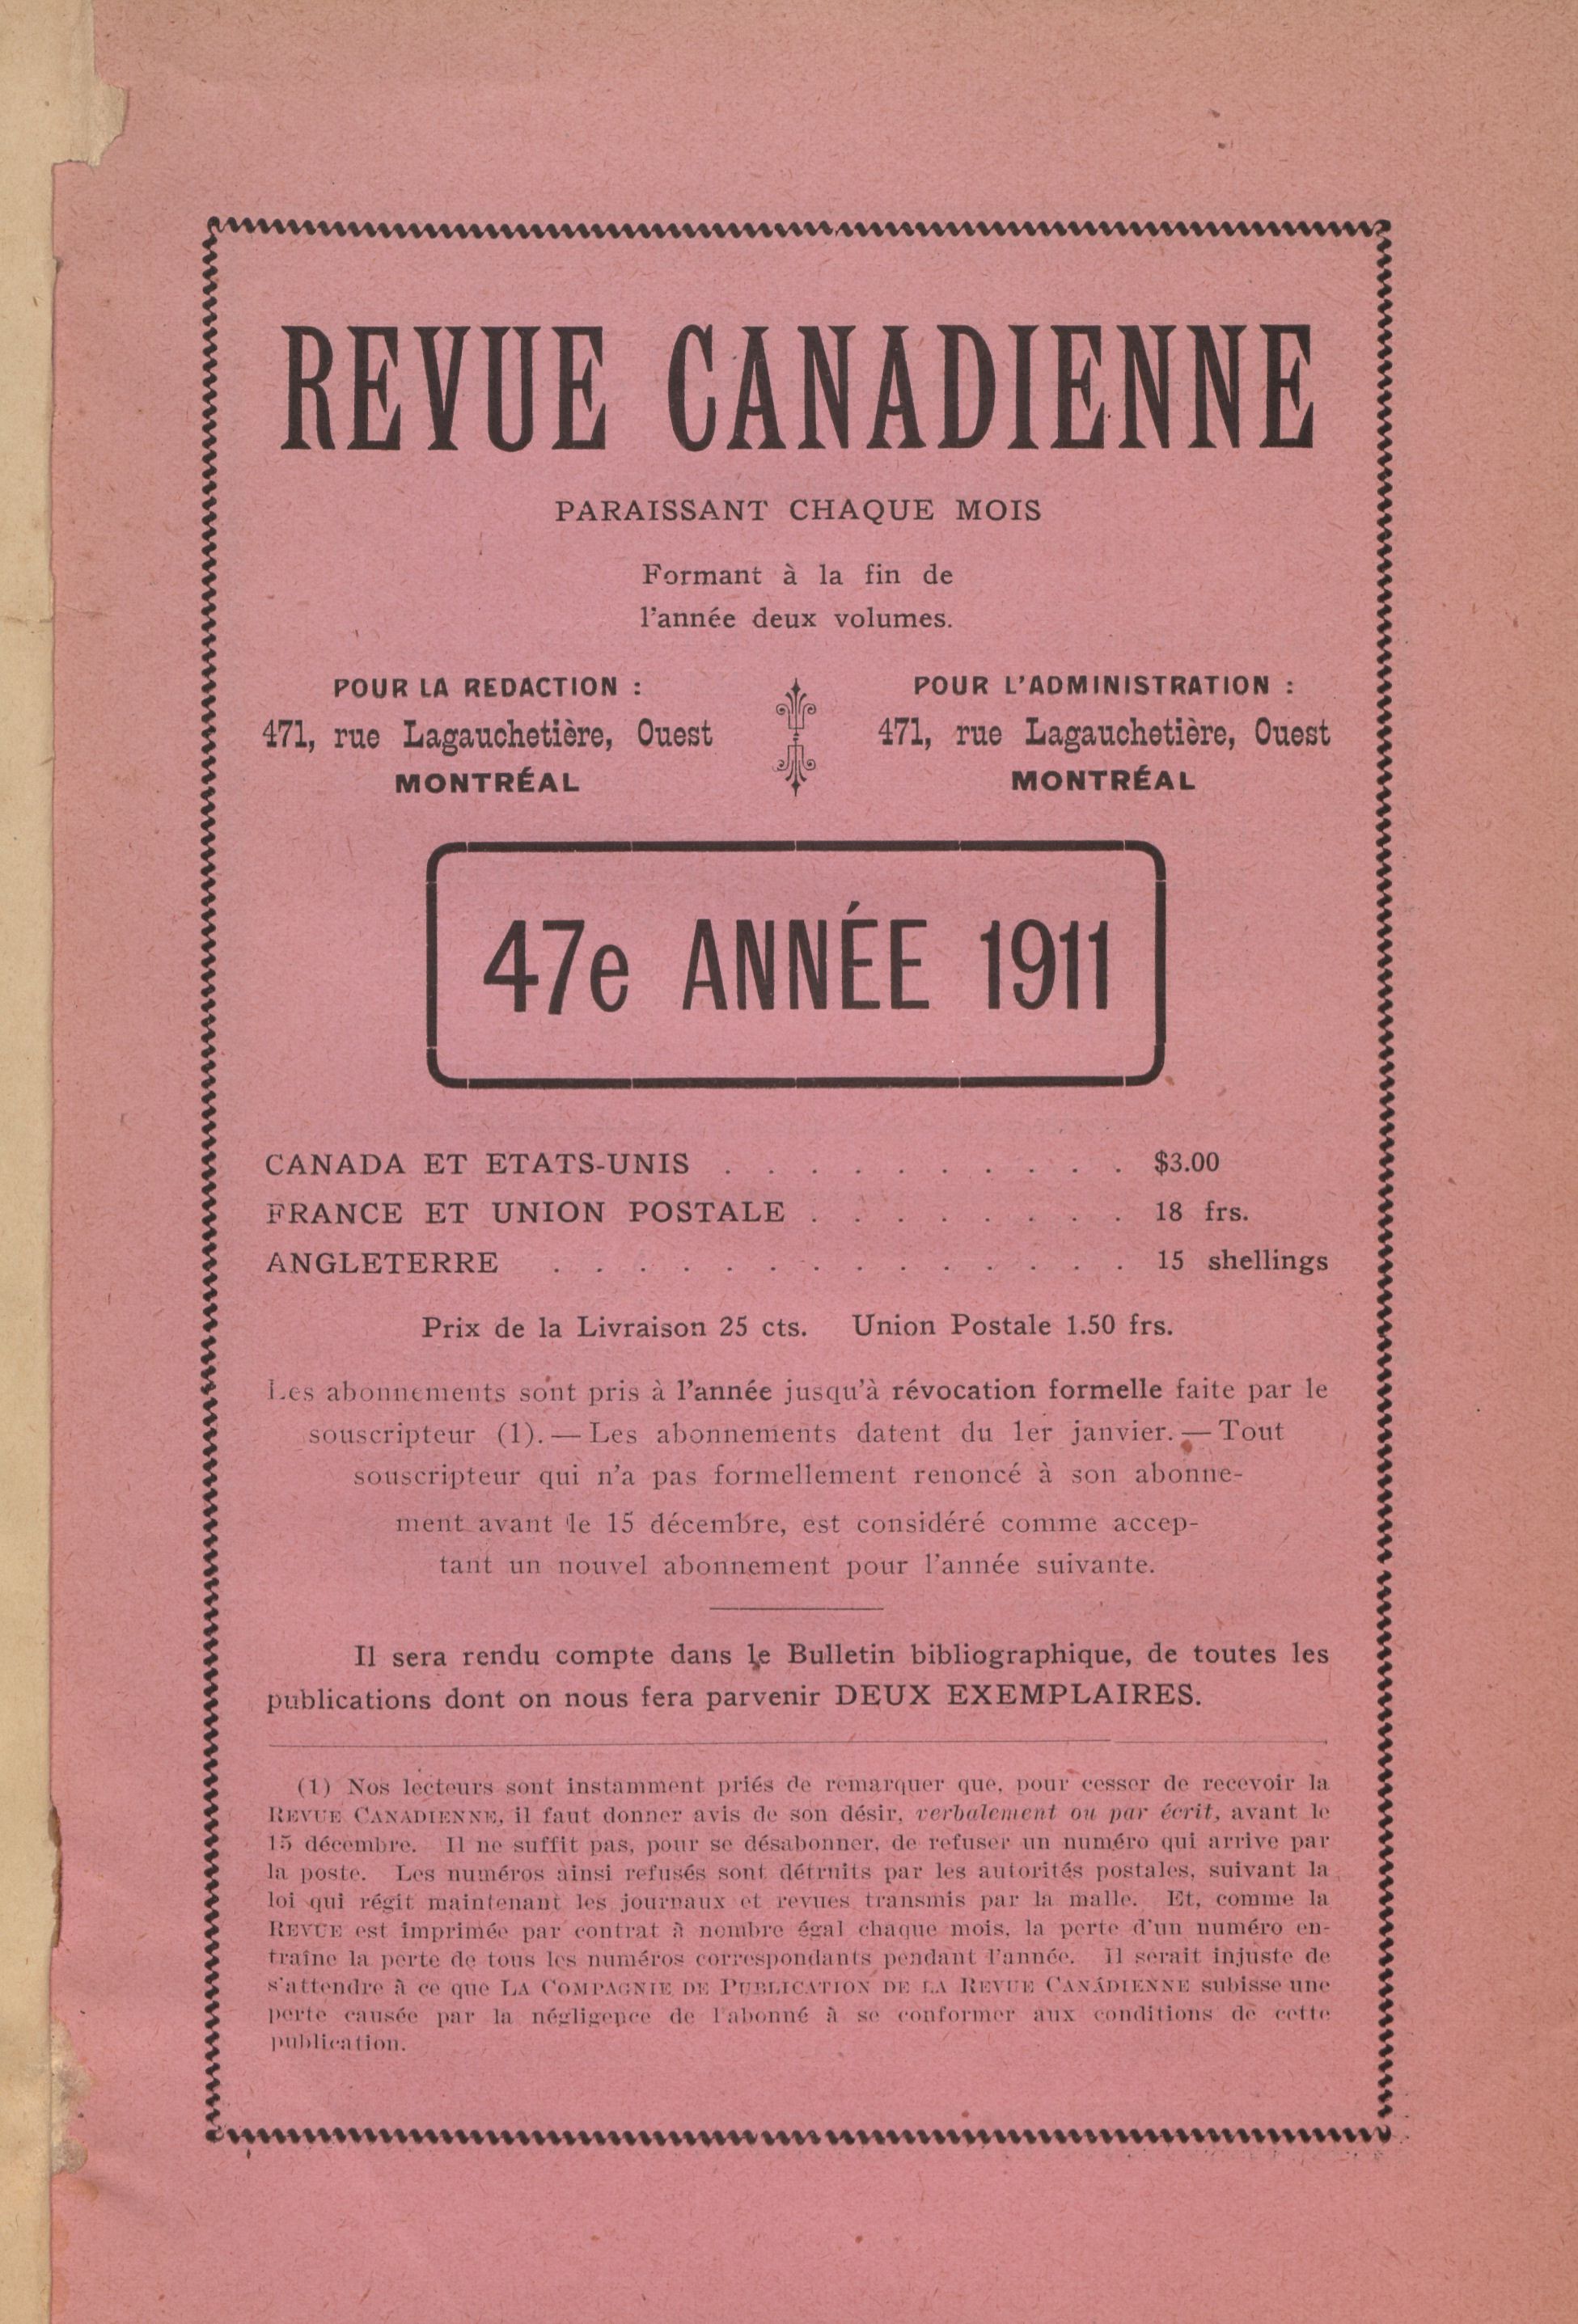 REVUE CANADIENNE
PARAISSANT CHAQUE MOIS
Formant à la fin de
l'année deux volumes.
POUR LA REDACTION :
471, rue Lagauchetière, Ouest
MONTRÉAL
POUR L'ADMINISTRATION :
471, rue Lagauchetière, Ouest
MONTRÉAL
47e ANNÉE 1911
CANADA ET ETATS-UNIS . . . . . . . . . . $3.00
FRANCE ET UNION POSTALE . . . . . . . . 18 frs.
ANGLETERRE . . . . . . . . . . . . . . 15 shellings
Prix de la Livraison 25 cts. Union Postale 1.50 frs.
Les abonnements sont pris à l'année jusqu'à révocation formelle faite par le
souscripteur (1). — Les abonnements datent du 1er janvier. — Tout
souscripteur qui n'a pas formellement renoncé à son abonne-
ment avant le 15 décembre, est considéré comme accep-
tant un nouvel abonnement pour l'année suivante.
Il sera rendu compte dans le Bulletin bibliographique, de toutes les
publications dont on nous fera parvenir DEUX EXEMPLAIRES.
(1) Nos lecteurs sont instamment priés de remarquer que, pour cesser de recevoir la
REVUE CANADIENNE, il faut donner avis de son désir, verbalement ou par écrit, avant le
15 décembre. Il ne suffit pas, pour se désabonner, de refuser un numéro qui arrive par
la poste. Les numéros ainsi refusés sont détruits par les autorités postales, suivant la
loi qui régit maintenant les journaux et revues transmis par la malle. Et, comme la
REVUE est imprimée par contrat à nombre égal chaque mois, la perte d'un numéro en-
traîne la perte de tous les numéros correspondants pendant l'année. Il serait injuste de
s'attendre à ce que LA COMPAGNIE DE PUBLICATION DE LA REVUE CANADIENNE subisse une
perte causée par la négligence de l'abonné à se conformer aux conditions de cette
publication.